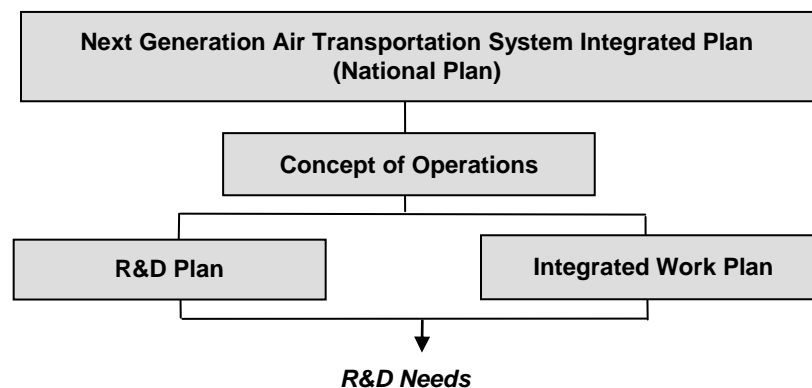 Next Generation Air Transportation System Integrated Plan
(National Plan)
Concept of Operations
R&D Plan
Integrated Work Plan
R&D Needs